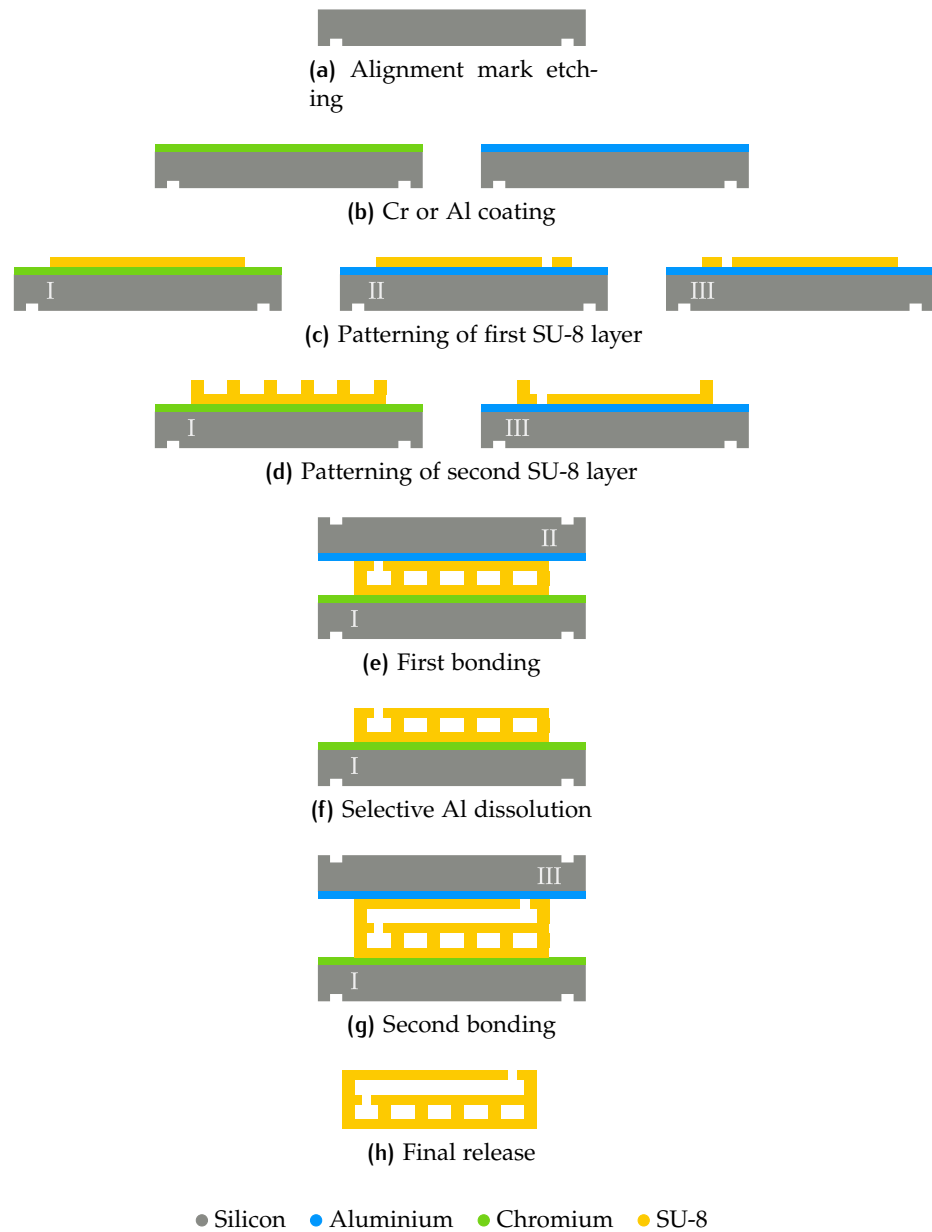 (a) Alignment mark etch-
ing
(b) Cr or Al coating
I
II
III
(c) Patterning of first SU-8 layer
I
III
(d) Patterning of second SU-8 layer
II
I
(e) First bonding
I
(f) Selective Al dissolution
III
I
(g) Second bonding
(h) Final release
Silicon Aluminium Chromium SU-8